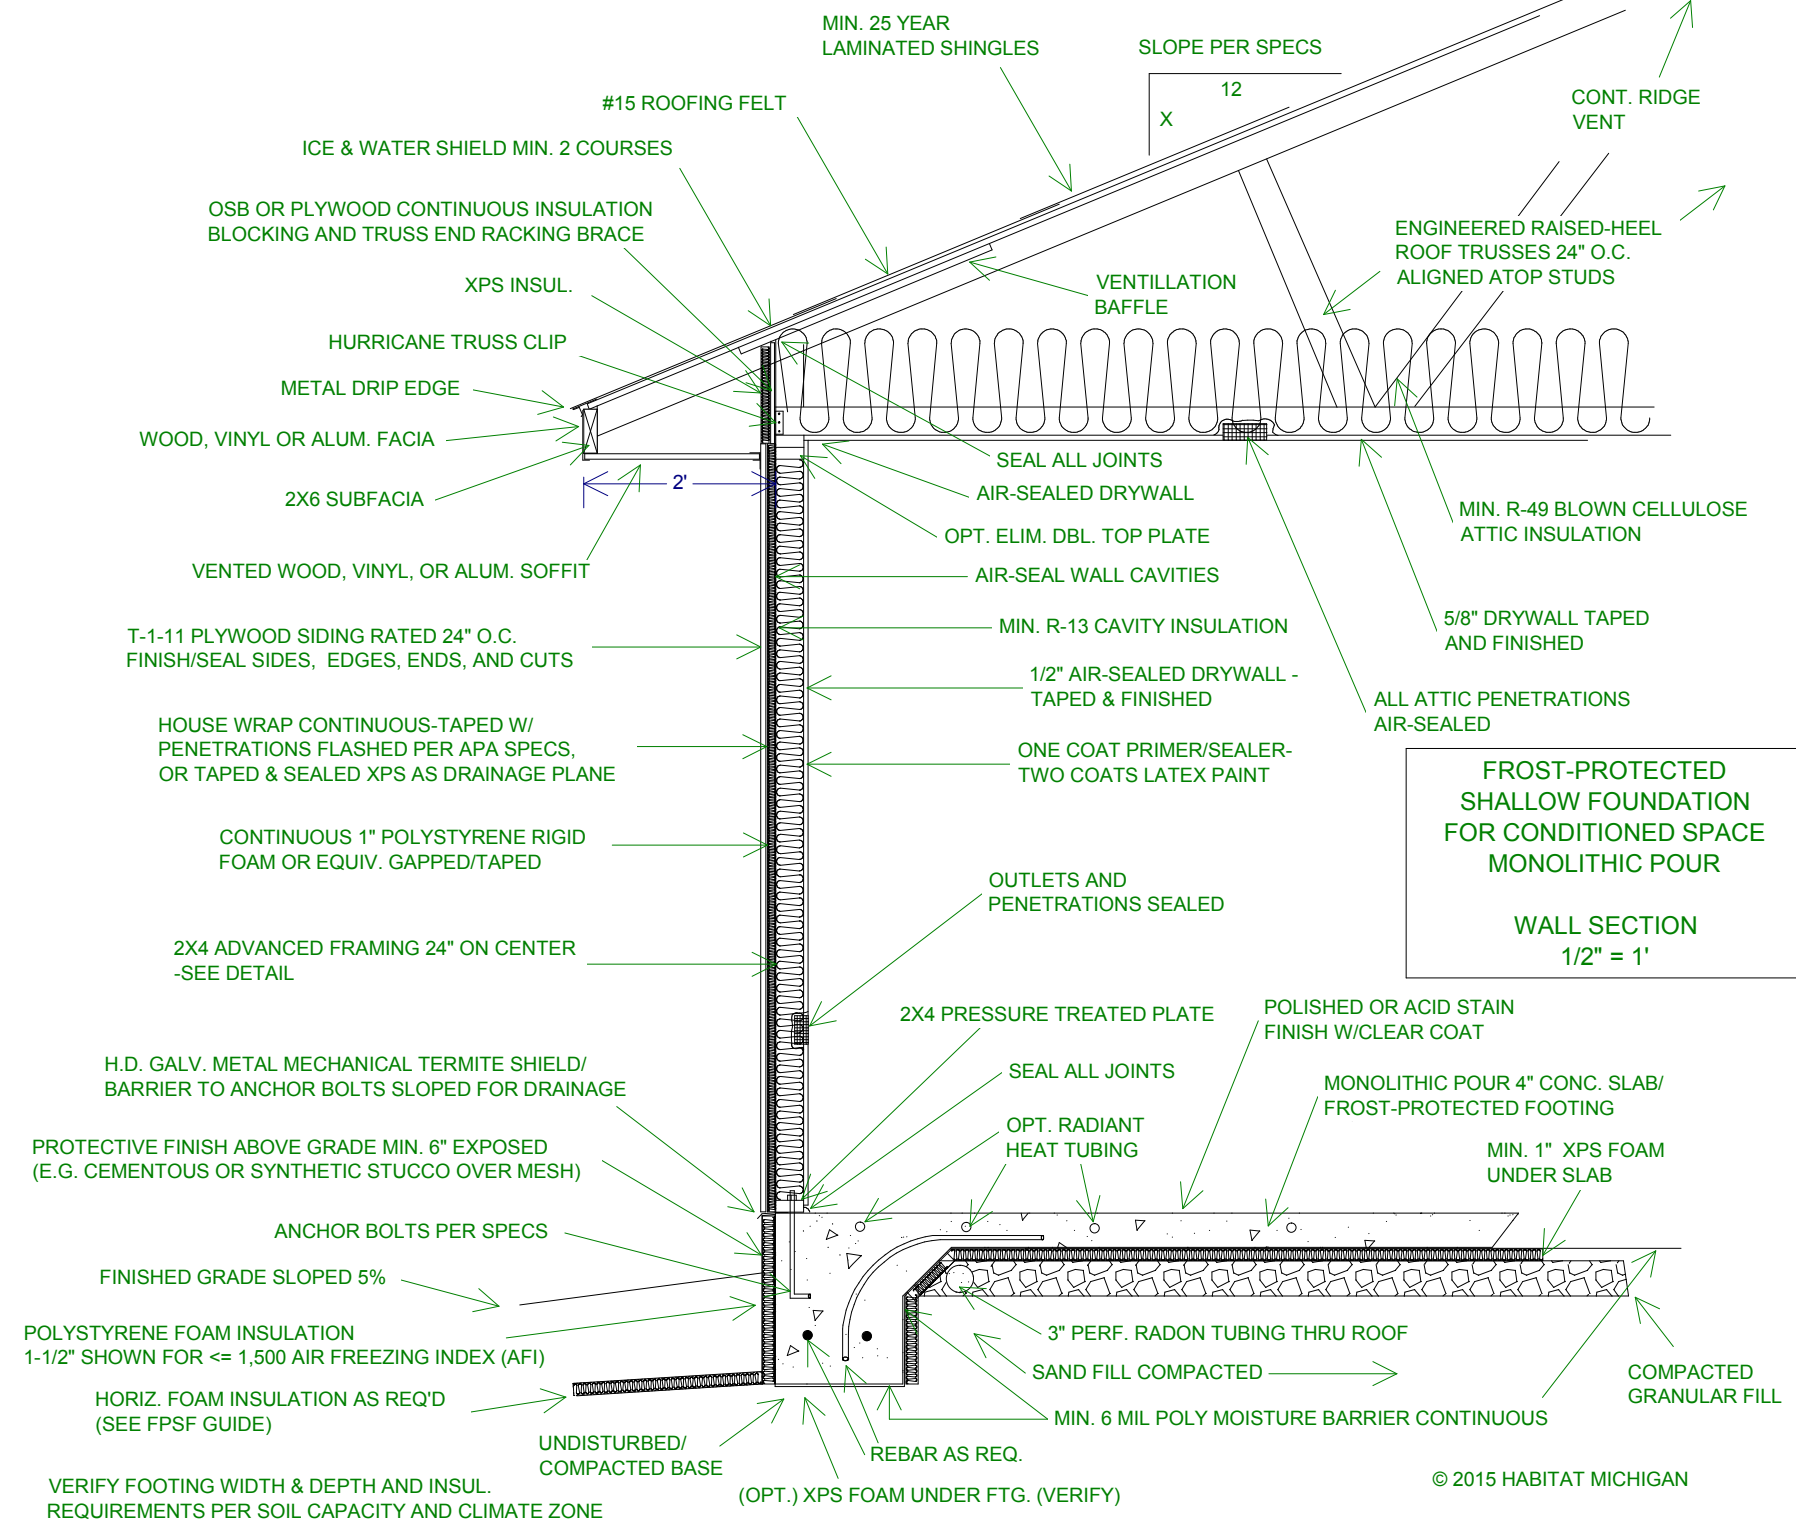 MIN. 25 YEAR
LAMINATED SHINGLES
SLOPE PER SPECS
12
X
CONT. RIDGE
VENT
#15 ROOFING FELT
ICE & WATER SHIELD MIN. 2 COURSES
OSB OR PLYWOOD CONTINUOUS INSULATION
BLOCKING AND TRUSS END RACKING BRACE
ENGINEERED RAISED-HEEL
ROOF TRUSSES 24" O.C.
ALIGNED ATOP STUDS
XPS INSUL.
VENTILLATION
BAFFLE
HURRICANE TRUSS CLIP
METAL DRIP EDGE
WOOD, VINYL OR ALUM. FACIA
2X6 SUBFACIA
2'
SEAL ALL JOINTS
AIR-SEALED DRYWALL
OPT. ELIM. DBL. TOP PLATE
MIN. R-49 BLOWN CELLULOSE
ATTIC INSULATION
VENTED WOOD, VINYL, OR ALUM. SOFFIT
AIR-SEAL WALL CAVITIES
T-1-11 PLYWOOD SIDING RATED 24" O.C.
FINISH/SEAL SIDES, EDGES, ENDS, AND CUTS
MIN. R-13 CAVITY INSULATION
5/8" DRYWALL TAPED
AND FINISHED
1/2" AIR-SEALED DRYWALL -
TAPED & FINISHED
ALL ATTIC PENETRATIONS
AIR-SEALED
HOUSE WRAP CONTINUOUS-TAPED W/
PENETRATIONS FLASHED PER APA SPECS,
OR TAPED & SEALED XPS AS DRAINAGE PLANE
ONE COAT PRIMER/SEALER-
TWO COATS LATEX PAINT
FROST-PROTECTED
SHALLOW FOUNDATION
FOR CONDITIONED SPACE
MONOLITHIC POUR
WALL SECTION
1/2" = 1'
CONTINUOUS 1" POLYSTYRENE RIGID
FOAM OR EQUIV. GAPPED/TAPED
OUTLETS AND
PENETRATIONS SEALED
2X4 ADVANCED FRAMING 24" ON CENTER
-SEE DETAIL
2X4 PRESSURE TREATED PLATE
POLISHED OR ACID STAIN
FINISH W/CLEAR COAT
H.D. GALV. METAL MECHANICAL TERMITE SHIELD/
BARRIER TO ANCHOR BOLTS SLOPED FOR DRAINAGE
SEAL ALL JOINTS
MONOLITHIC POUR 4" CONC. SLAB/
FROST-PROTECTED FOOTING
OPT. RADIANT
HEAT TUBING
PROTECTIVE FINISH ABOVE GRADE MIN. 6" EXPOSED
(E.G. CEMENTOUS OR SYNTHETIC STUCCO OVER MESH)
MIN. 1" XPS FOAM
UNDER SLAB
ANCHOR BOLTS PER SPECS
FINISHED GRADE SLOPED 5%
POLYSTYRENE FOAM INSULATION
1-1/2" SHOWN FOR <= 1,500 AIR FREEZING INDEX (AFI)
3" PERF. RADON TUBING THRU ROOF
SAND FILL COMPACTED
COMPACTED
GRANULAR FILL
HORIZ. FOAM INSULATION AS REQ'D
(SEE FPSF GUIDE)
MIN. 6 MIL POLY MOISTURE BARRIER CONTINUOUS
UNDISTURBED/
COMPACTED BASE
REBAR AS REQ.
(OPT.) XPS FOAM UNDER FTG. (VERIFY)
VERIFY FOOTING WIDTH & DEPTH AND INSUL.
REQUIREMENTS PER SOIL CAPACITY AND CLIMATE ZONE
© 2015 HABITAT MICHIGAN